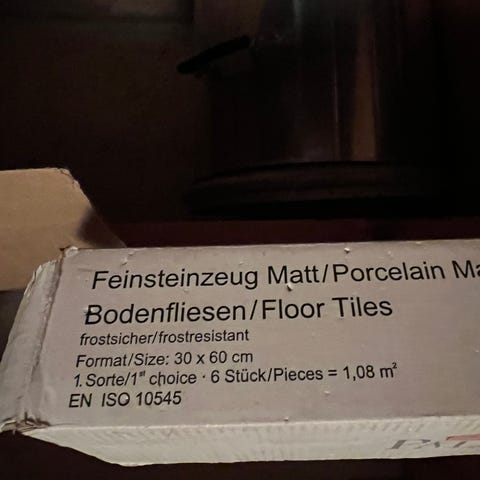 Feinsteinzeug Matt/Porcelain
Bodenfliesen/Floor Tiles
frostsicher/frostresistant
Format/Size: 30 x 60 cm
1. Sorte/1st choice · 6 Stück/Pieces = 1,08 m²
EN ISO 10545